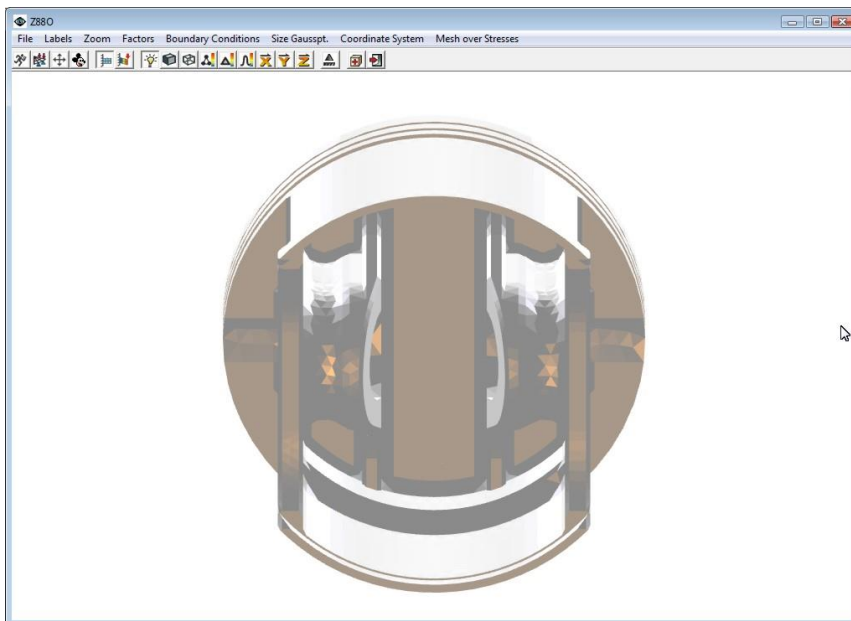 Z88O
File Labels Zoom Factors Boundary Conditions Size Gausspt. Coordinate System Mesh over Stresses
X Y Z